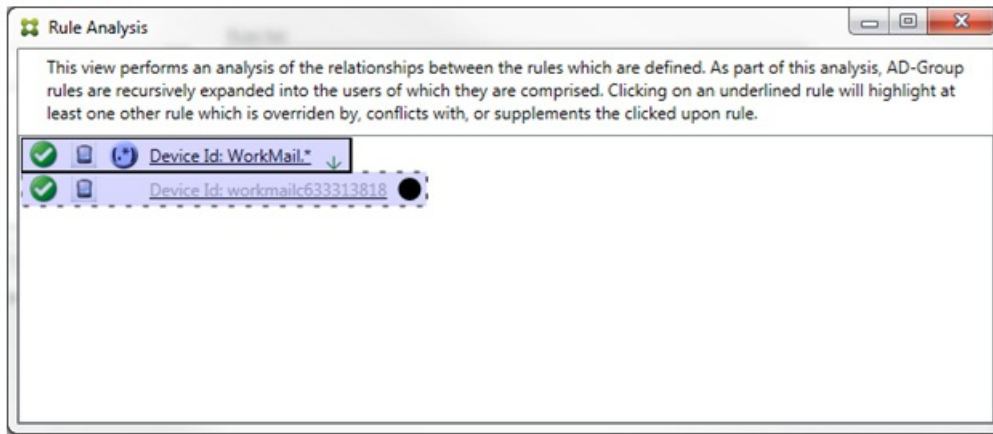 Rule Analysis
This view performs an analysis of the relationships between the rules which are defined. As part of this analysis, AD-Group
rules are recursively expanded into the users of which they are comprised. Clicking on an underlined rule will highlight at
least one other rule which is overriden by, conflicts with, or supplements the clicked upon rule.
(.*) Device Id: WorkMail.*
Device Id: workmailc633313818